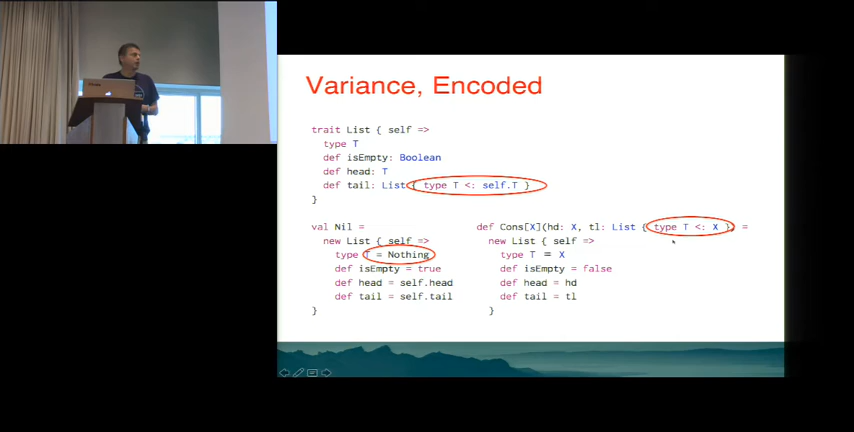 Variance, Encoded
trait List { self =>
type T
def isEmpty: Boolean
def head: T
def tail: List { type T <: self.T }
}
val Nil =
new List { self =>
type T = Nothing
def isEmpty = true
def head = self.head
def tail = self.tail
}
def Cons[X](hd: X, tl: List { type T <: X }) =
new List { self =>
type T = X
def isEmpty = false
def head = hd
def tail = tl
}